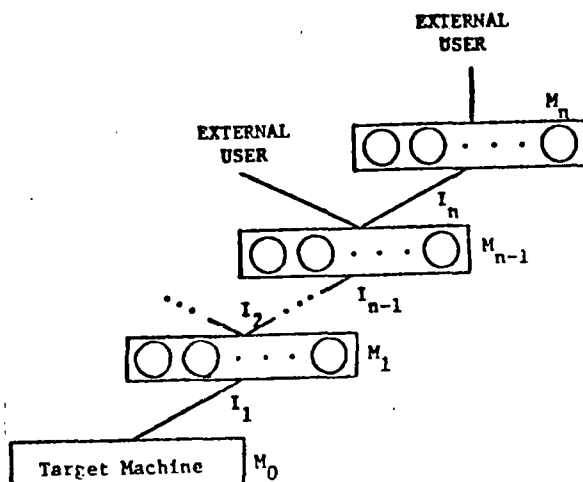 EXTERNAL
USER
M_n
EXTERNAL
USER
I_n
M_{n-1}
I_2
I_{n-1}
M_1
I_1
Target Machine
M_0